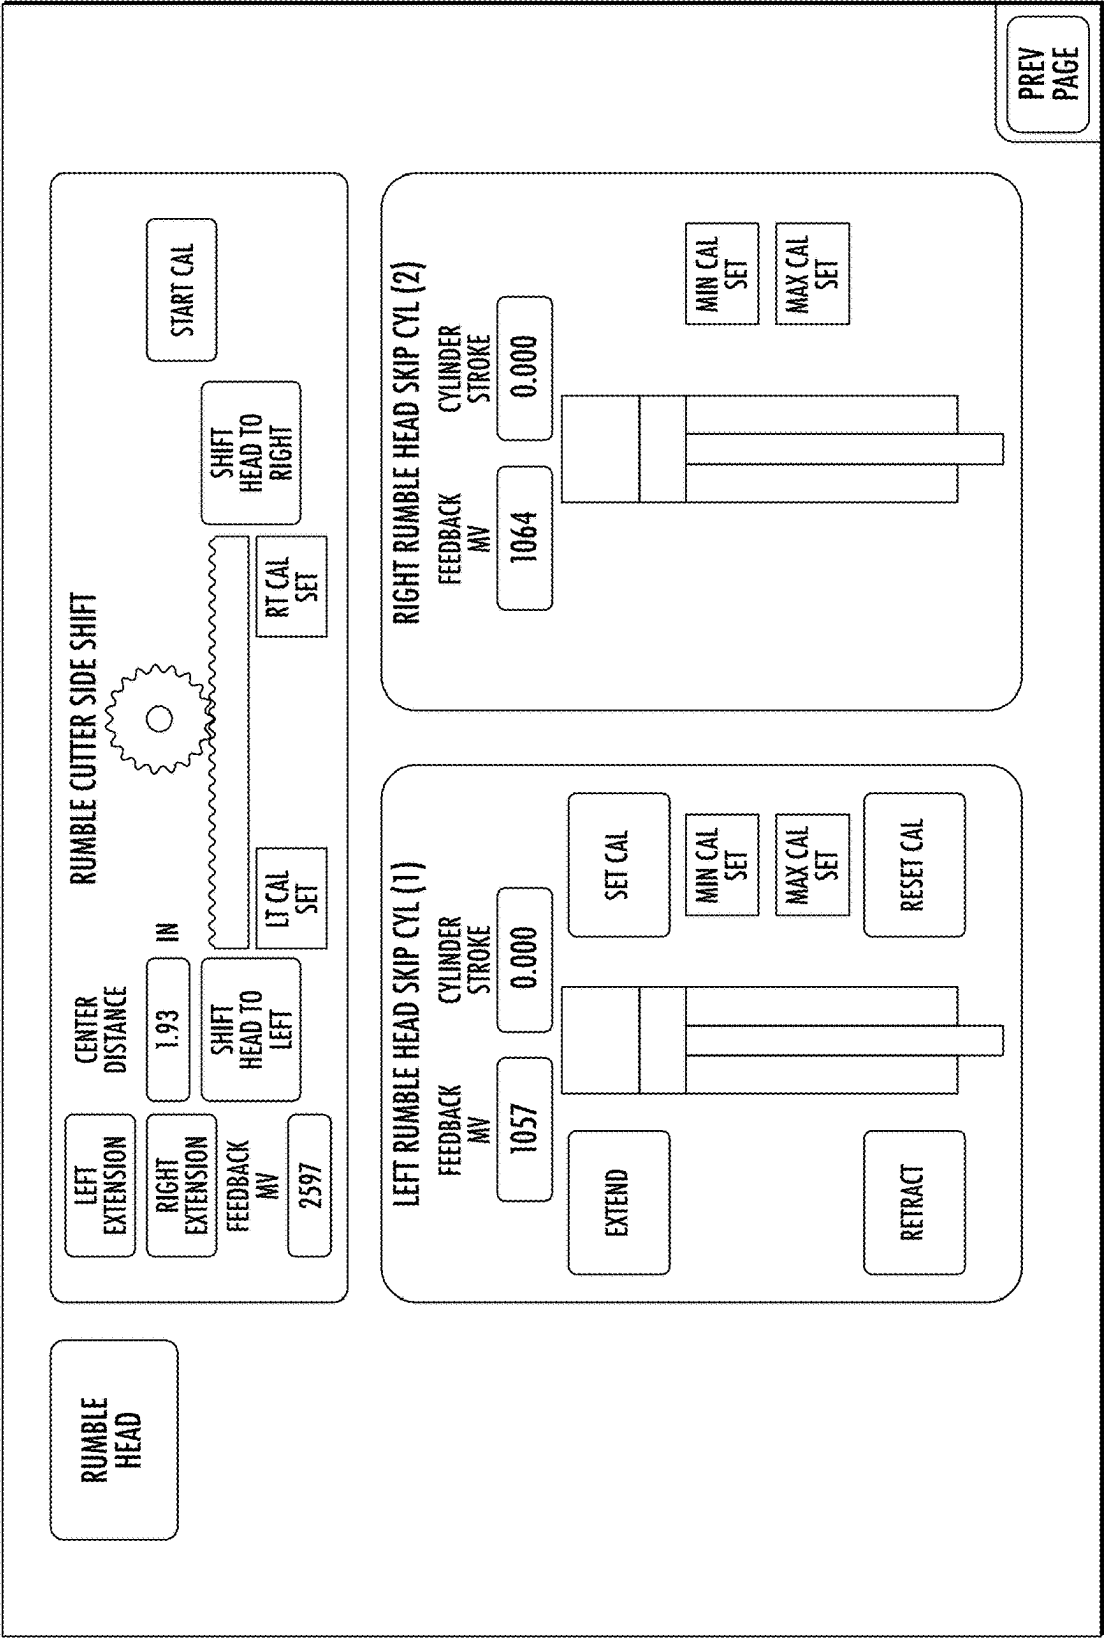 RUMBLE
HEAD
RUMBLE CUTTER SIDE SHIFT
LEFT
EXTENSION
RIGHT
EXTENSION
FEEDBACK
MV
2597
CENTER
DISTANCE
1.93 IN
SHIFT
HEAD TO
LEFT
LT CAL
SET
RT CAL
SET
SHIFT
HEAD TO
RIGHT
START CAL
LEFT RUMBLE HEAD SKIP CYL (1)
FEEDBACK
MV
1057
CYLINDER
STROKE
0.000
EXTEND
SET CAL
MIN CAL
SET
MAX CAL
SET
RETRACT
RESET CAL
RIGHT RUMBLE HEAD SKIP CYL (2)
FEEDBACK
MV
1064
CYLINDER
STROKE
0.000
MIN CAL
SET
MAX CAL
SET
PREV
PAGE